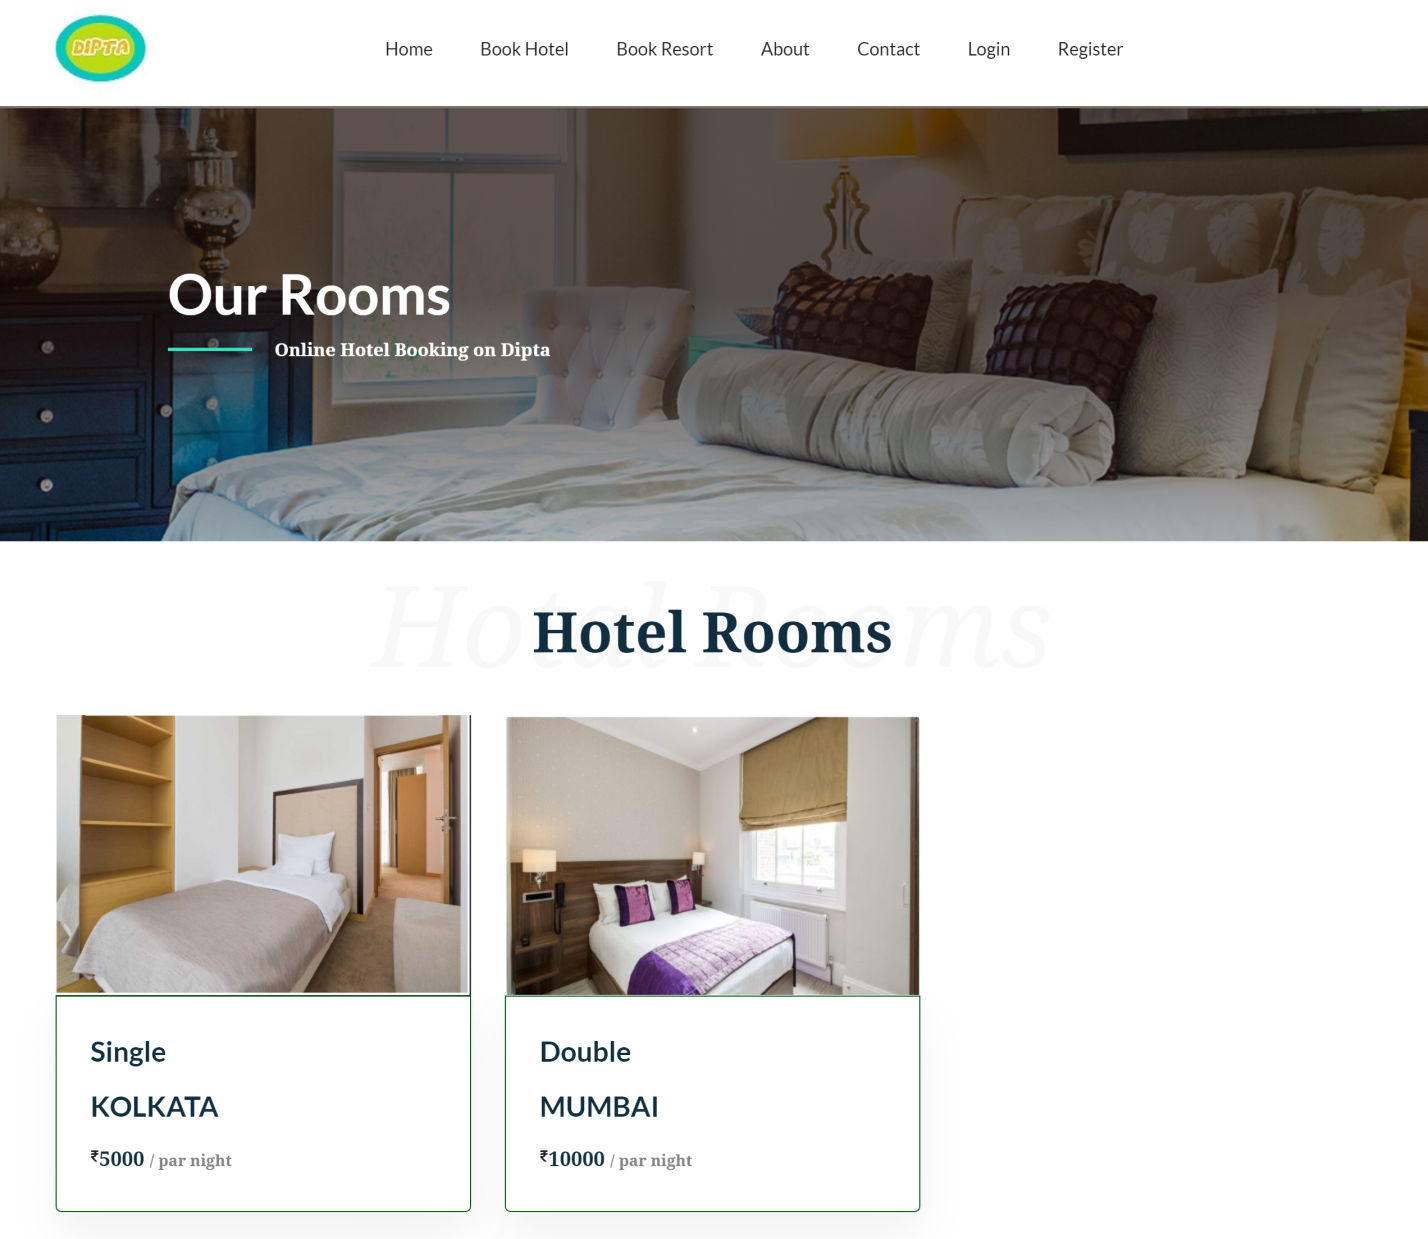 DIPTA
Home Book Hotel Book Resort About Contact Login Register
Our Rooms
Online Hotel Booking on Dipta
Hotel Rooms
Hotel Rooms
Single
KOLKATA
₹5000 / par night
Double
MUMBAI
₹10000 / par night